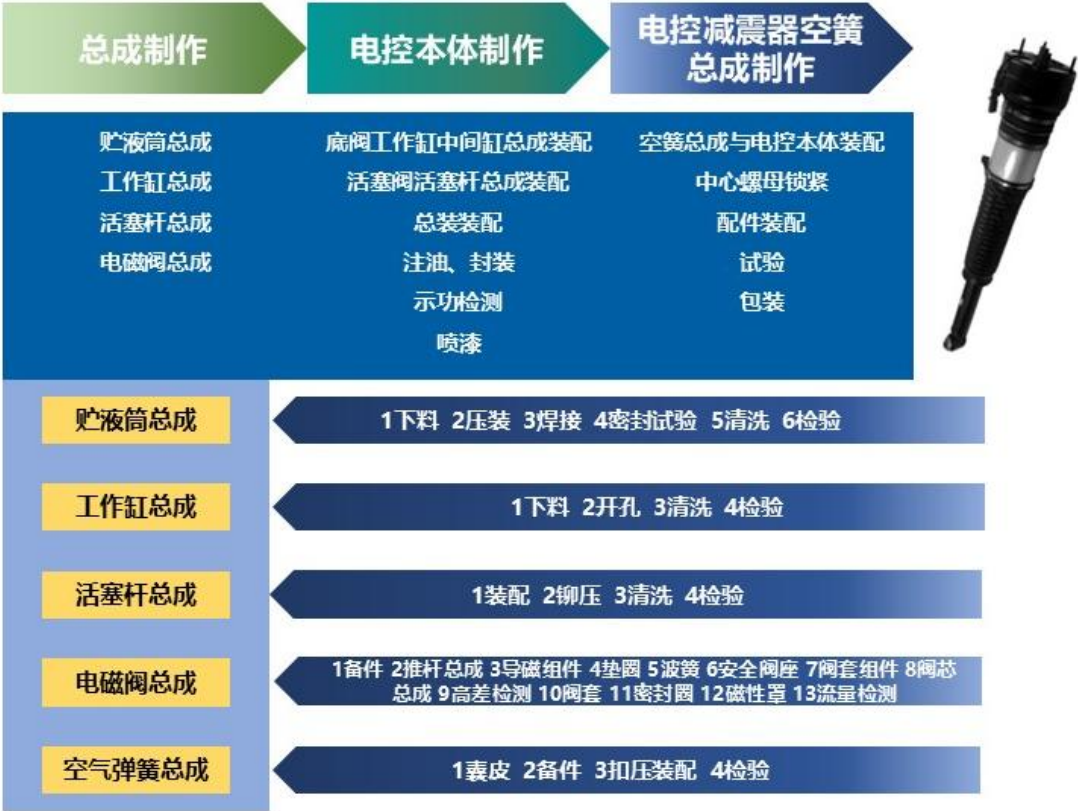 总成制作
电控本体制作
电控减震器空簧
总成制作
贮液筒总成
工作缸总成
活塞杆总成
电磁阀总成
底阀工作缸中间缸总成装配
活塞阀活塞杆总成装配
总装装配
注油、封装
示功检测
喷漆
空簧总成与电控本体装配
中心螺母锁紧
配件装配
试验
包装
贮液筒总成
1下料 2压装 3焊接 4密封试验 5清洗 6检验
工作缸总成
1下料 2开孔 3清洗 4检验
活塞杆总成
1装配 2铆压 3清洗 4检验
电磁阀总成
1备件 2推杆总成 3导磁组件 4垫圈 5波簧 6安全阀座 7阀套组件 8阀芯
总成 9高差检测 10阀套 11密封圈 12磁性罩 13流量检测
空气弹簧总成
1囊皮 2备件 3扣压装配 4检验